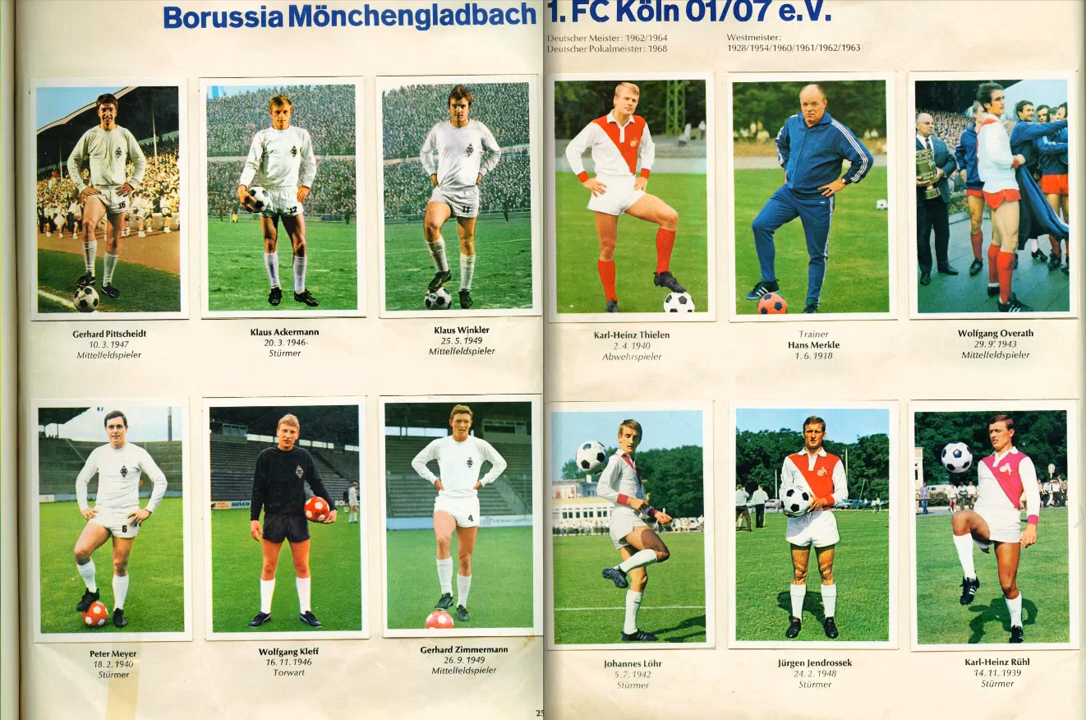 Borussia Mönchengladbach
Gerhard Pittscheidt
10. 3. 1947
Mittelfeldspieler
Klaus Ackermann
20. 3. 1946
Stürmer
Klaus Winkler
25. 5. 1949
Mittelfeldspieler
Peter Meyer
18. 2. 1940
Stürmer
Wolfgang Kleff
16. 11. 1946
Torwart
Gerhard Zimmermann
26. 9. 1949
Mittelfeldspieler
25
1. FC Köln 01/07 e.V.
Deutscher Meister: 1962/1964
Deutscher Pokalmeister: 1968
Westmeister:
1928/1954/1960/1961/1962/1963
Karl-Heinz Thielen
2. 4. 1940
Abwehrspieler
Trainer
Hans Merkle
1. 6. 1918
Wolfgang Overath
29. 9. 1943
Mittelfeldspieler
Johannes Löhr
5. 7. 1942
Stürmer
Jürgen Jendrossek
24. 2. 1948
Stürmer
Karl-Heinz Rühl
14. 11. 1939
Stürmer